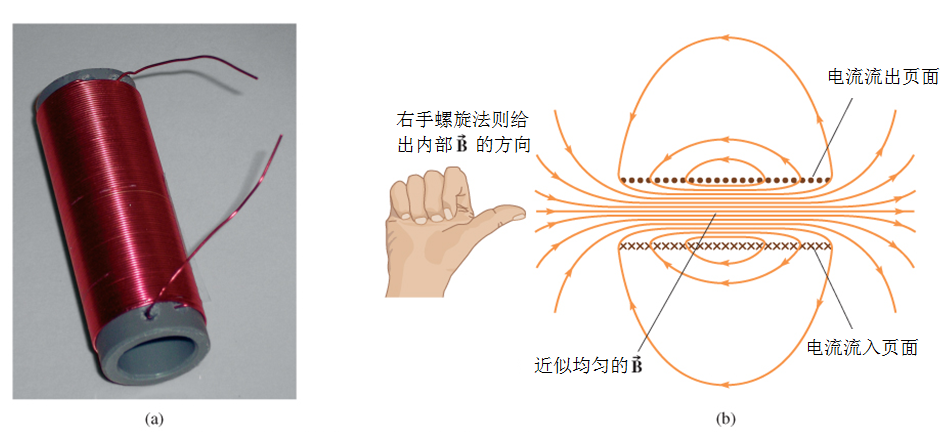 电流流出页面
右手螺旋法则给
出内部 B⃗ 的方向
近似均匀的B⃗
电流流入页面
(a)
(b)